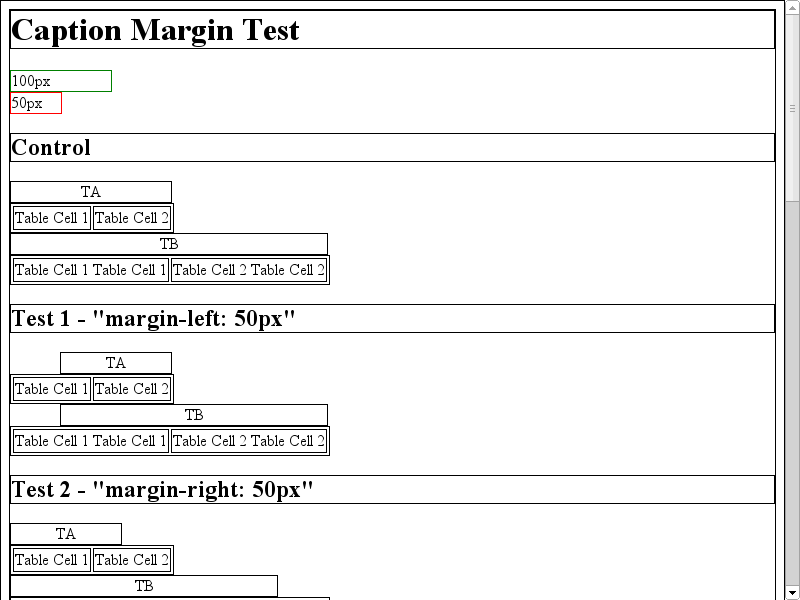 Caption Margin Test
100px
50px
Control
TA
Table Cell 1 Table Cell 2
TB
Table Cell 1 Table Cell 1 Table Cell 2 Table Cell 2
Test 1 - "margin-left: 50px"
TA
Table Cell 1 Table Cell 2
TB
Table Cell 1 Table Cell 1 Table Cell 2 Table Cell 2
Test 2 - "margin-right: 50px"
TA
Table Cell 1 Table Cell 2
TB